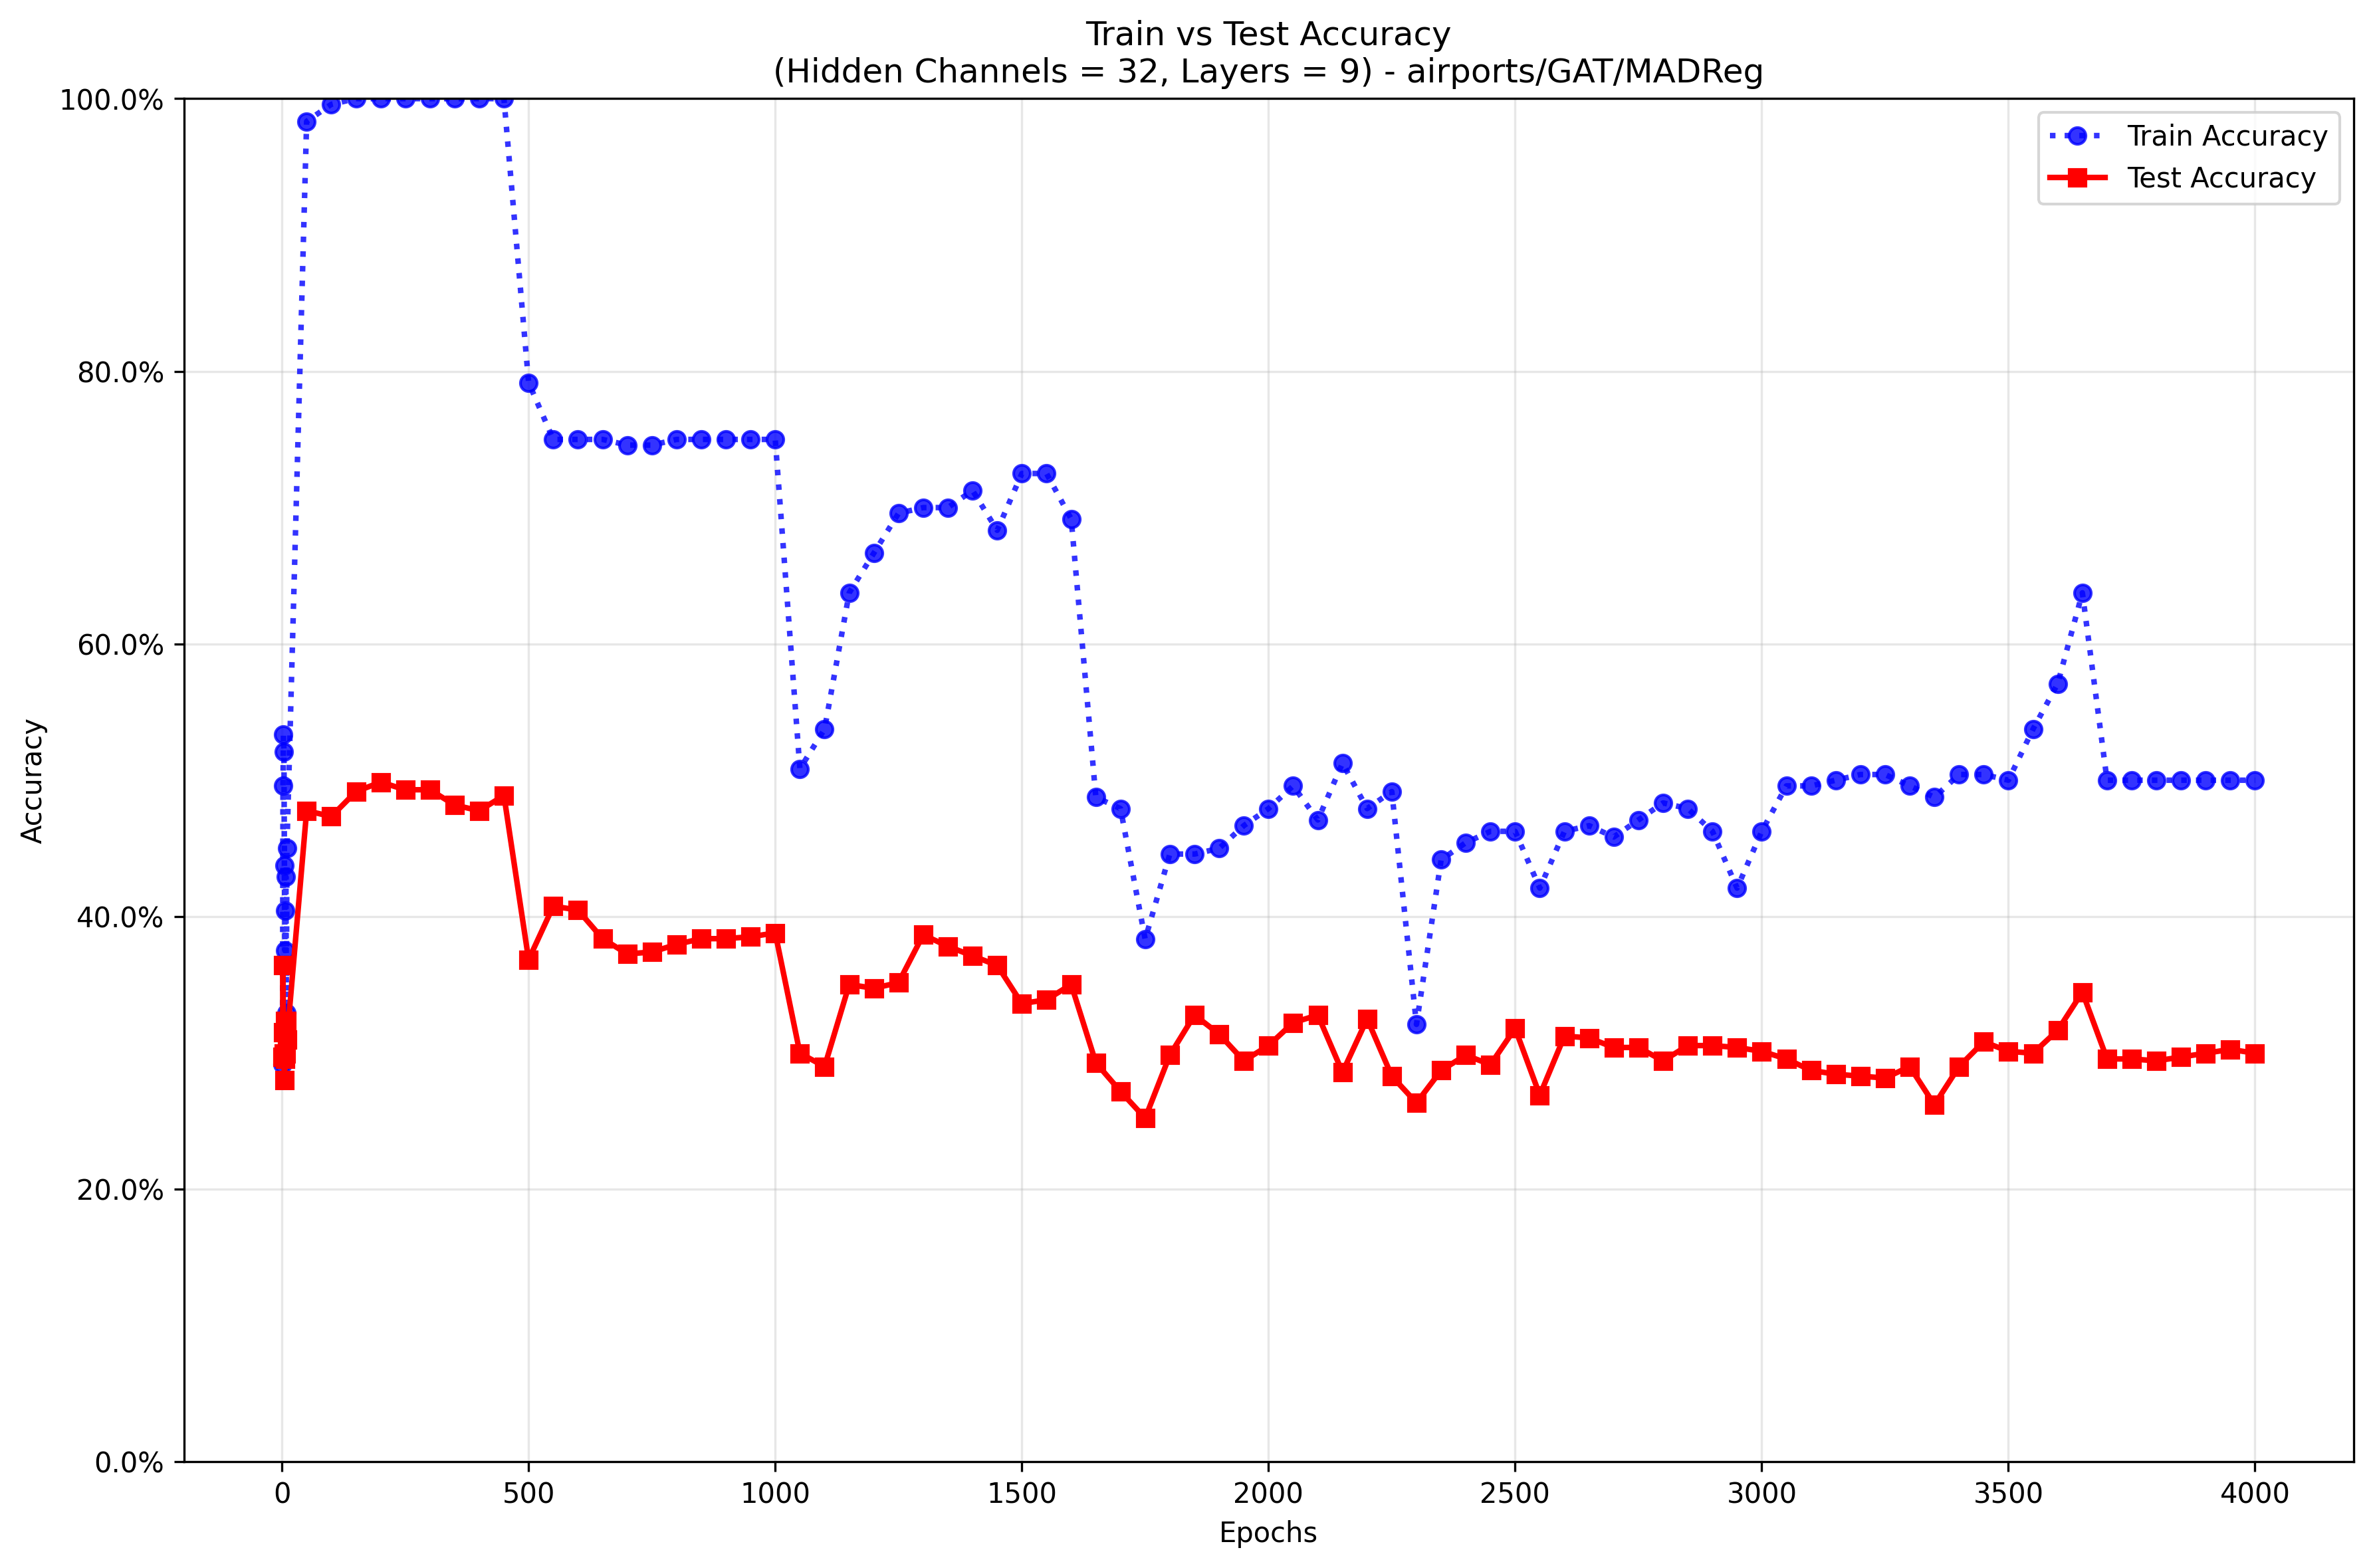 Train vs Test Accuracy
(Hidden Channels = 32, Layers = 9) - airports/GAT/MADReg
100.0%
80.0%
60.0%
40.0%
20.0%
0.0%
Accuracy
Train Accuracy
Test Accuracy
0 500 1000 1500 2000 2500 3000 3500 4000
Epochs